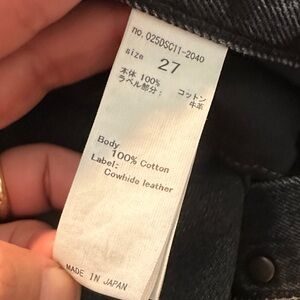 no. 025DSC11-2040
size 27
本体 100% コットン
ラベル部分: 牛革
Body
100% Cotton
Label:
Cowhide leather
MADE IN JAPAN